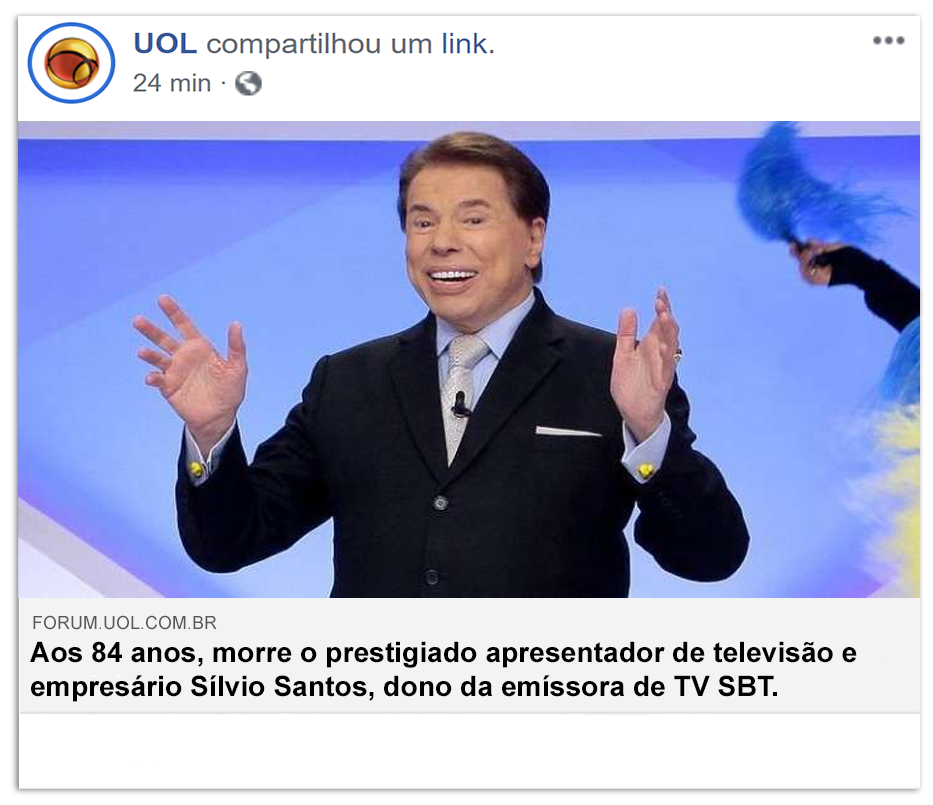 UOL compartilhou um link.
24 min ·
FORUM.UOL.COM.BR
Aos 84 anos, morre o prestigiado apresentador de televisão e
empresário Sílvio Santos, dono da emíssora de TV SBT.